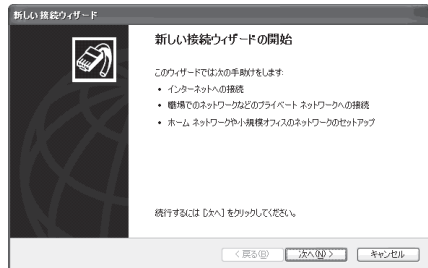 新しい接続ウィザード
新しい接続ウィザードの開始
このウィザードでは次の手助けをします:
• インターネットへの接続
• 職場でのネットワークなどのプライベート ネットワークへの接続
• ホーム ネットワークや小規模オフィスのネットワークのセットアップ
続行するには [次へ] をクリックしてください。
< 戻る(B)
次へ(N) >
キャンセル